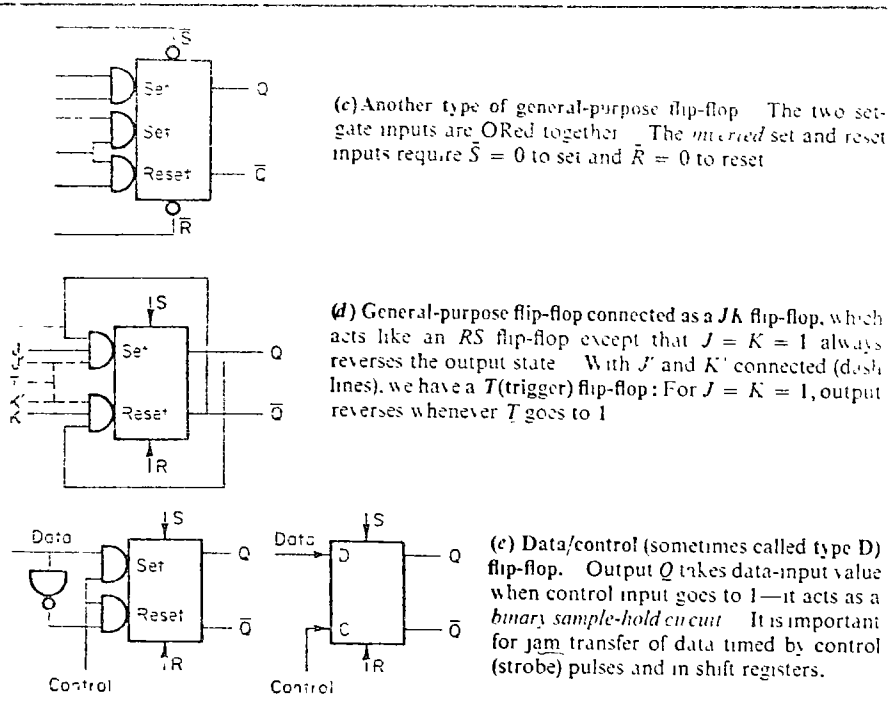 S̄
Set
Q
Set
Reset
Q̄
R̄
(c) Another type of general-purpose flip-flop The two set-
gate inputs are ORed together The inverted set and reset
inputs require S̄ = 0 to set and R̄ = 0 to reset
S
Set
Q
Reset
Q̄
R
(d) General-purpose flip-flop connected as a JK flip-flop, which
acts like an RS flip-flop except that J = K = 1 always
reverses the output state With J' and K' connected (dash
lines), we have a T(trigger) flip-flop: For J = K = 1, output
reverses whenever T goes to 1
Data
S
Set
Q
Reset
Q̄
R
Control
Data
S
D
Q
C
Q̄
R
Control
(e) Data/control (sometimes called type D)
flip-flop. Output Q takes data-input value
when control input goes to 1—it acts as a
binary sample-hold circuit It is important
for jam transfer of data timed by control
(strobe) pulses and in shift registers.